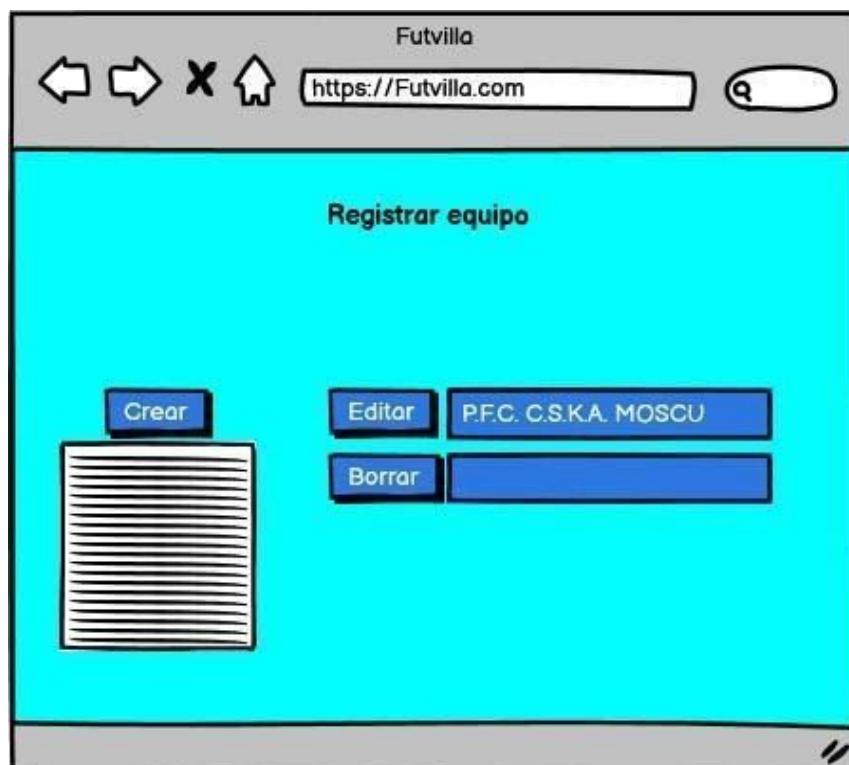 Futvilla
https://Futvilla.com
Registrar equipo
Crear
Editar
P.F.C. C.S.K.A. MOSCU
Borrar